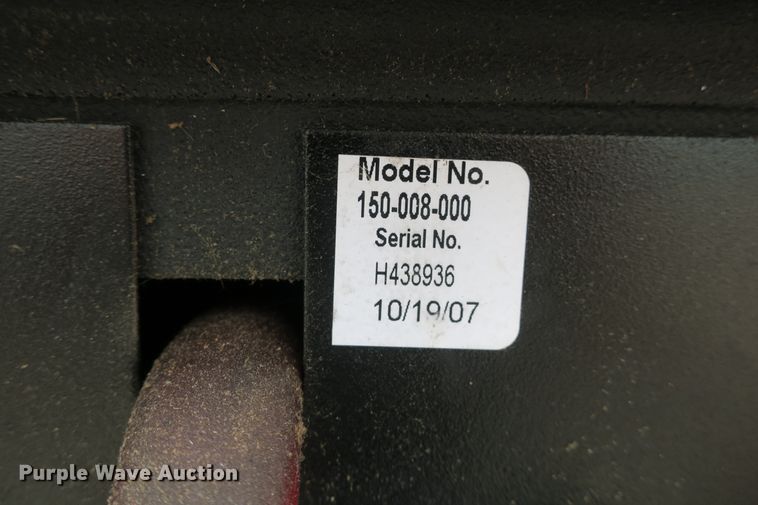 Model No.
150-008-000
Serial No.
H438936
10/19/07
Purple Wave Auction